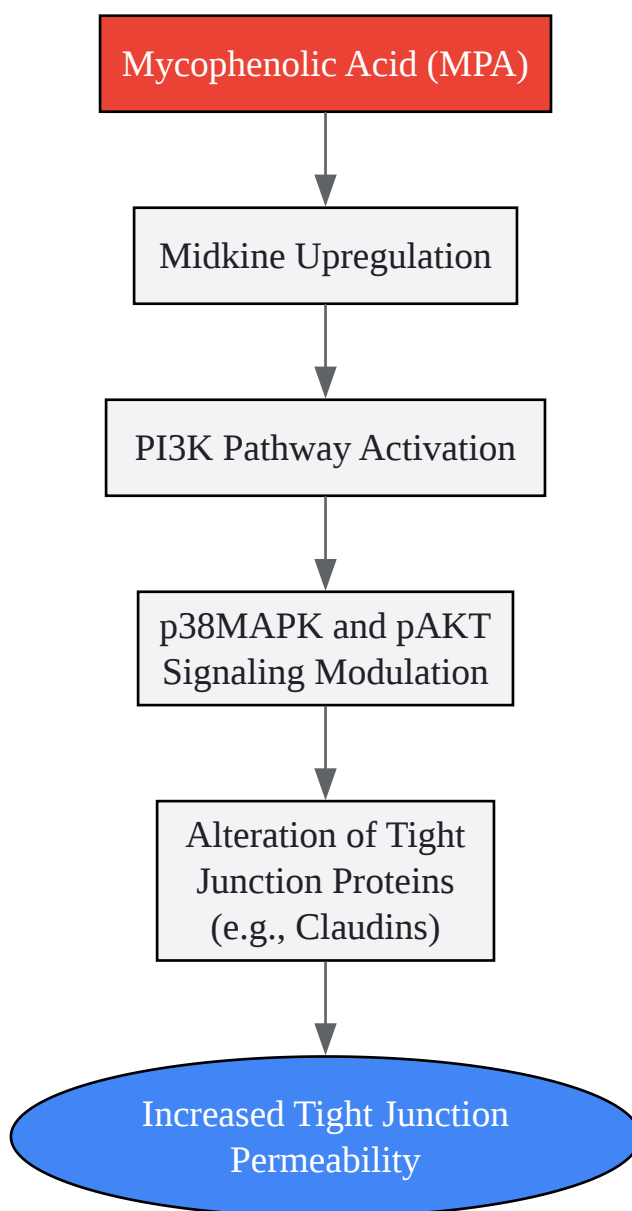 Mycophenolic Acid (MPA)
Midkine Upregulation
PI3K Pathway Activation
p38MAPK and pAKT
Signaling Modulation
Alteration of Tight
Junction Proteins
(e.g., Claudins)
Increased Tight Junction
Permeability